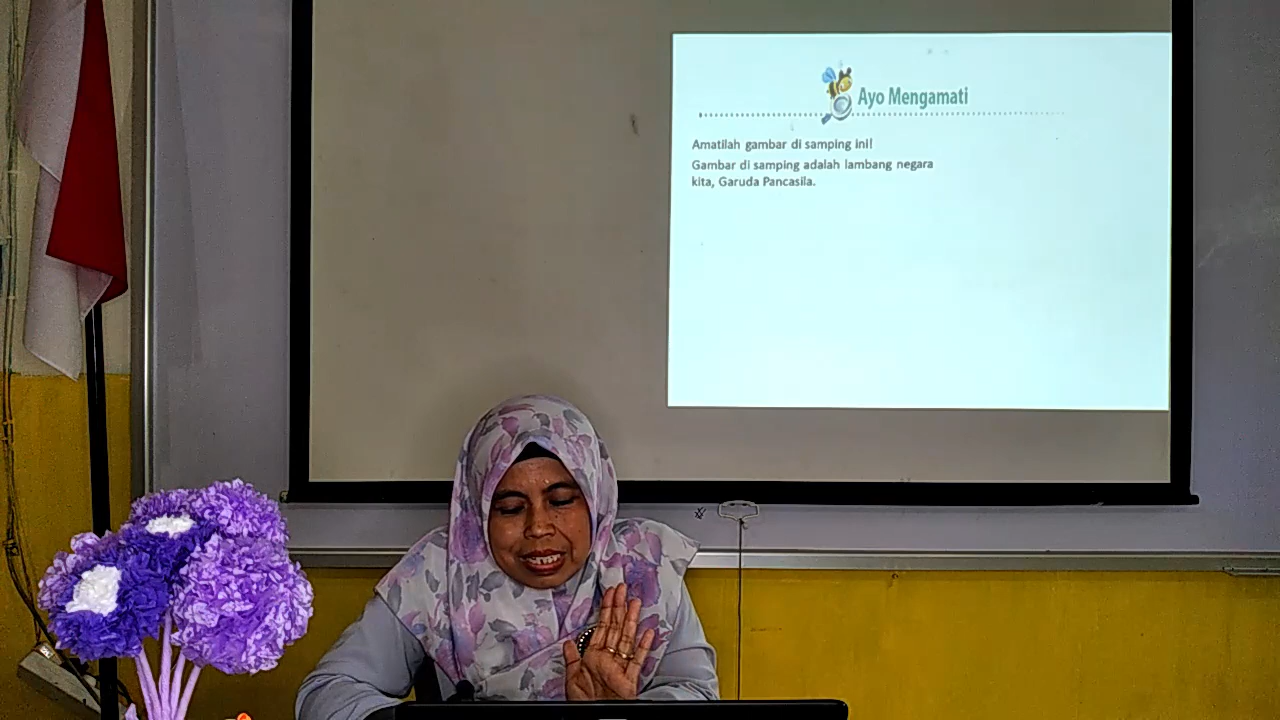 Ayo Mengamati
Amatilah gambar di samping ini!
Gambar di samping adalah lambang negara
kita, Garuda Pancasila.